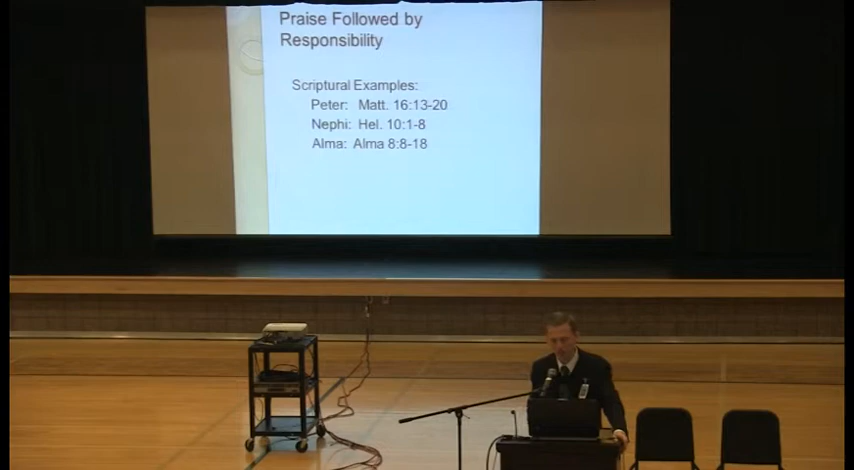 Praise Followed by
Responsibility
Scriptural Examples:
Peter: Matt. 16:13-20
Nephi: Hel. 10:1-8
Alma: Alma 8:8-18